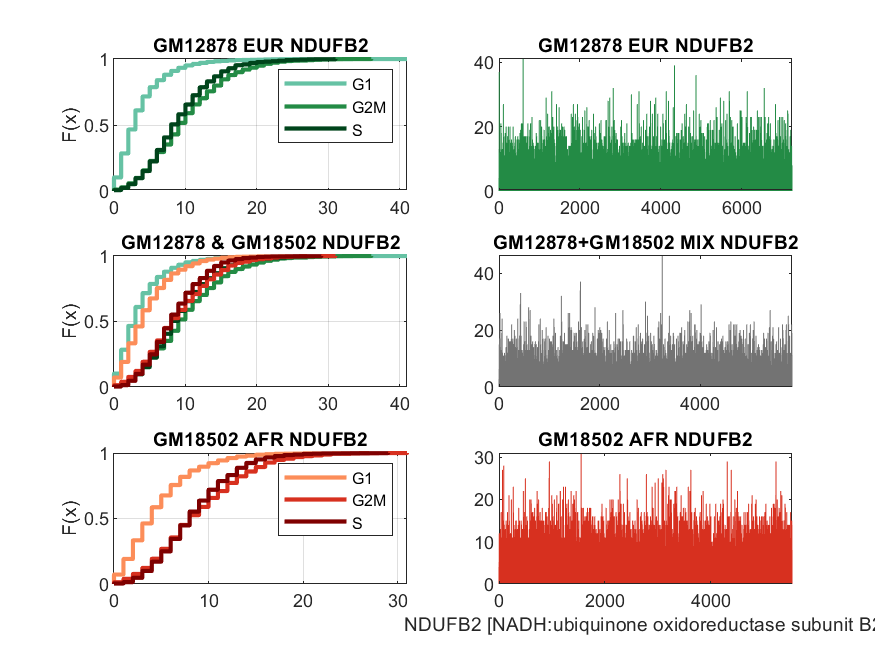 GM12878 EUR NDUFB2
F(x)
1
0.5
0
0
10
20
30
40
G1
G2M
S
GM12878 EUR NDUFB2
40
20
0
0
2000
4000
6000
GM12878 & GM18502 NDUFB2
F(x)
1
0.5
0
0
10
20
30
40
GM12878+GM18502 MIX NDUFB2
40
20
0
0
2000
4000
GM18502 AFR NDUFB2
F(x)
1
0.5
0
0
10
20
30
G1
G2M
S
GM18502 AFR NDUFB2
30
20
10
0
0
2000
4000
NDUFB2 [NADH:ubiquinone oxidoreductase subunit B2